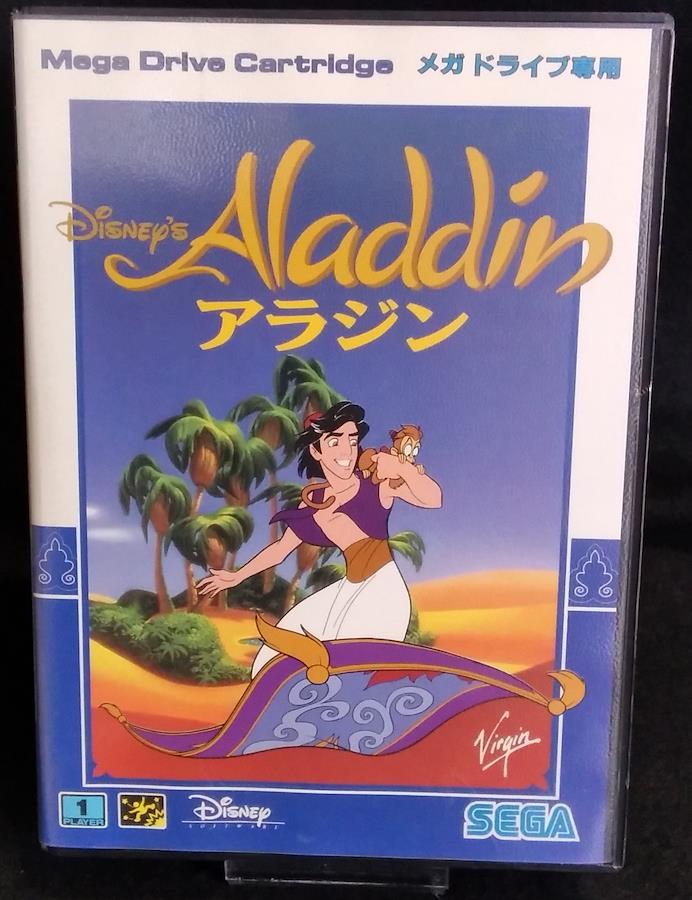 Mega Drive Cartridge メガドライブ専用
Disney's Aladdin
アラジン
Virgin
1
PLAYER
Disney
SOFTWARE
SEGA